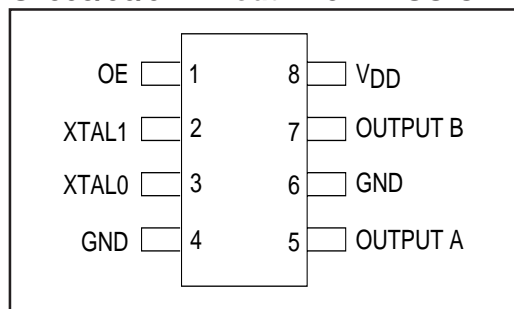 OE 1 8 VDD
XTAL1 2 7 OUTPUT B
XTAL0 3 6 GND
GND 4 5 OUTPUT A